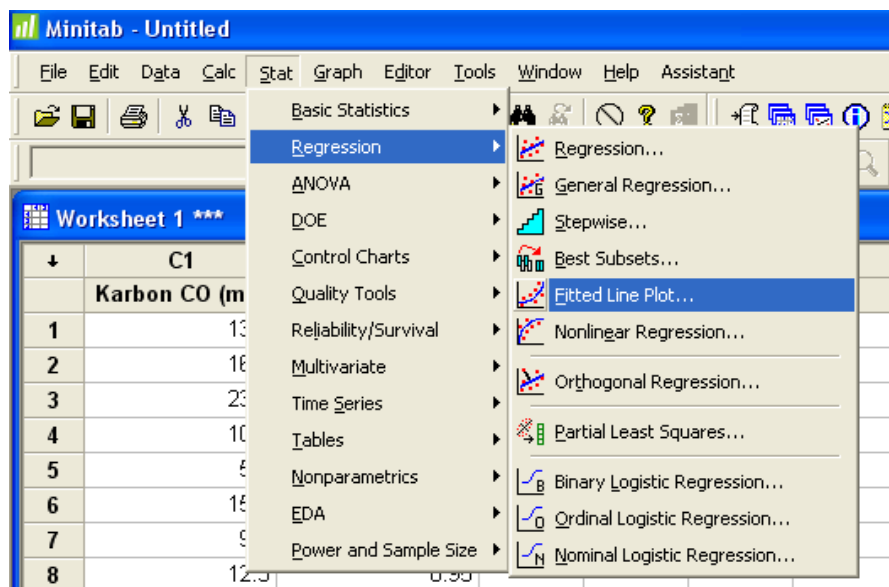 Minitab - Untitled
File Edit Data Calc Stat Graph Editor Tools Window Help Assistant
Basic Statistics
Regression
ANOVA
DOE
Control Charts
Quality Tools
Reliability/Survival
Multivariate
Time Series
Tables
Nonparametrics
EDA
Power and Sample Size
Regression...
General Regression...
Stepwise...
Best Subsets...
Fitted Line Plot...
Nonlinear Regression...
Orthogonal Regression...
Partial Least Squares...
Binary Logistic Regression...
Ordinal Logistic Regression...
Nominal Logistic Regression...
Worksheet 1 ***
C1
Karbon CO (m
1
2
3
4
5
6
7
8